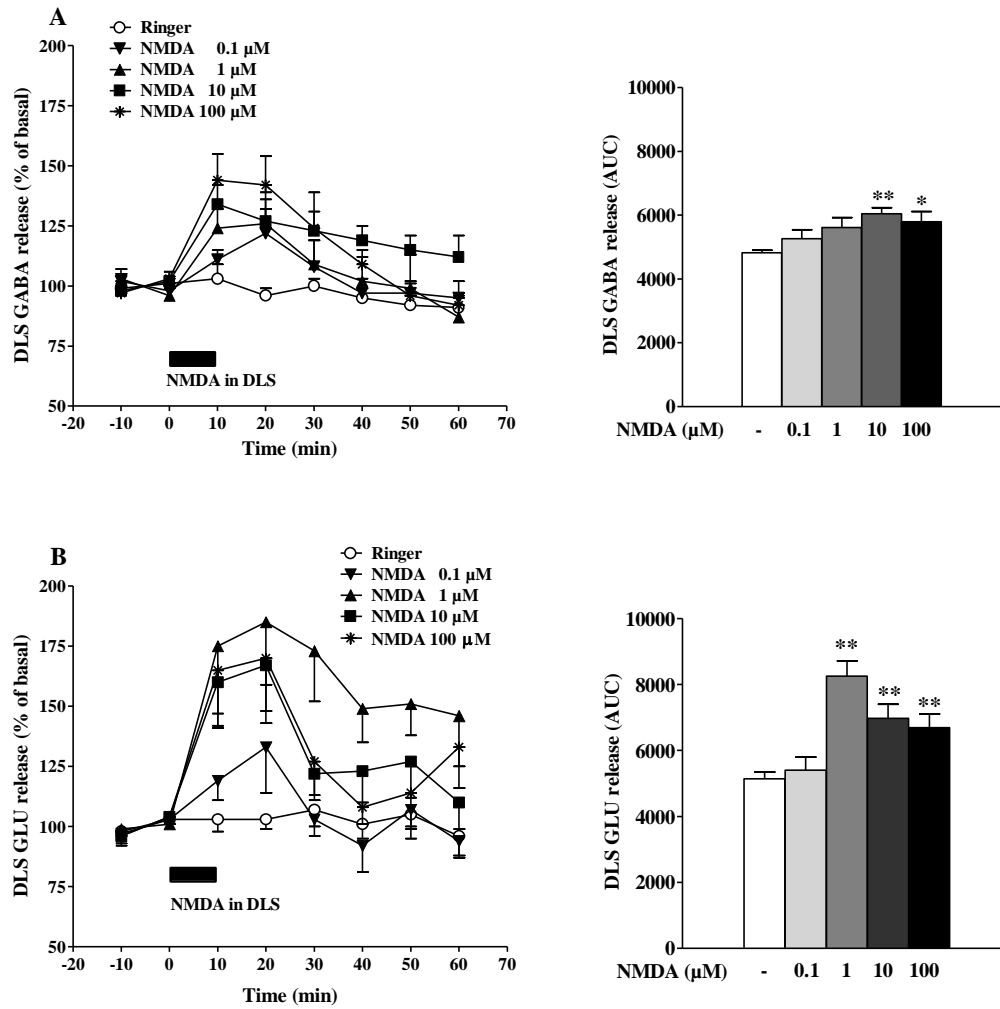 A
Ringer
NMDA 0.1 µM
NMDA 1 µM
NMDA 10 µM
NMDA 100 µM
DLS GABA release (% of basal)
200
175
150
125
100
75
50
NMDA in DLS
-20 -10 0 10 20 30 40 50 60 70
Time (min)
DLS GABA release (AUC)
10000
8000
6000
4000
2000
0
** *
NMDA (µM) - 0.1 1 10 100
B
Ringer
NMDA 0.1 µM
NMDA 1 µM
NMDA 10 µM
NMDA 100 µM
DLS GLU release (% of basal)
200
175
150
125
100
75
50
NMDA in DLS
-20 -10 0 10 20 30 40 50 60 70
Time (min)
DLS GLU release (AUC)
10000
8000
6000
4000
2000
0
** ** **
NMDA (µM) - 0.1 1 10 100